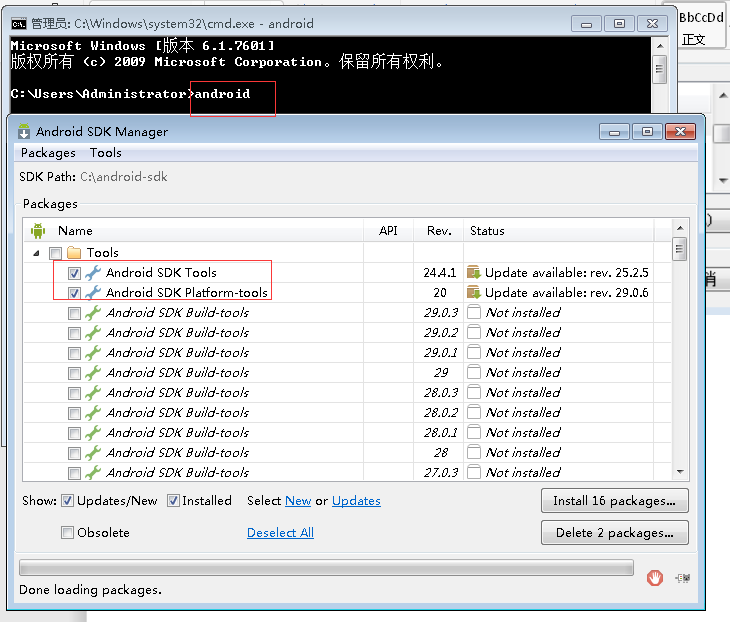 管理员: C:\Windows\system32\cmd.exe - android
BbCcDd
正文
Microsoft Windows [版本 6.1.7601]
版权所有 (c) 2009 Microsoft Corporation。保留所有权利。
C:\Users\Administrator>android
Android SDK Manager
Packages Tools
SDK Path: C:\android-sdk
Packages
Name API Rev. Status
Tools
Android SDK Tools 24.4.1 Update available: rev. 25.2.5
Android SDK Platform-tools 20 Update available: rev. 29.0.6
Android SDK Build-tools 29.0.3 Not installed
Android SDK Build-tools 29.0.2 Not installed
Android SDK Build-tools 29.0.1 Not installed
Android SDK Build-tools 29 Not installed
Android SDK Build-tools 28.0.3 Not installed
Android SDK Build-tools 28.0.2 Not installed
Android SDK Build-tools 28.0.1 Not installed
Android SDK Build-tools 28 Not installed
Android SDK Build-tools 27.0.3 Not installed
Show: Updates/New Installed Select New or Updates Install 16 packages...
Obsolete Deselect All Delete 2 packages...
Done loading packages.